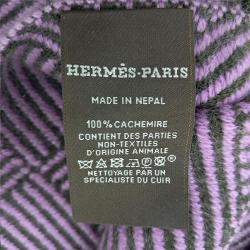 HERMÈS-PARIS
MADE IN NEPAL
100% CACHEMIRE
CONTIENT DES PARTIES
NON-TEXTILES
D'ORIGINE ANIMALE
NETTOYAGE PAR UN
SPECIALISTE DU CUIR